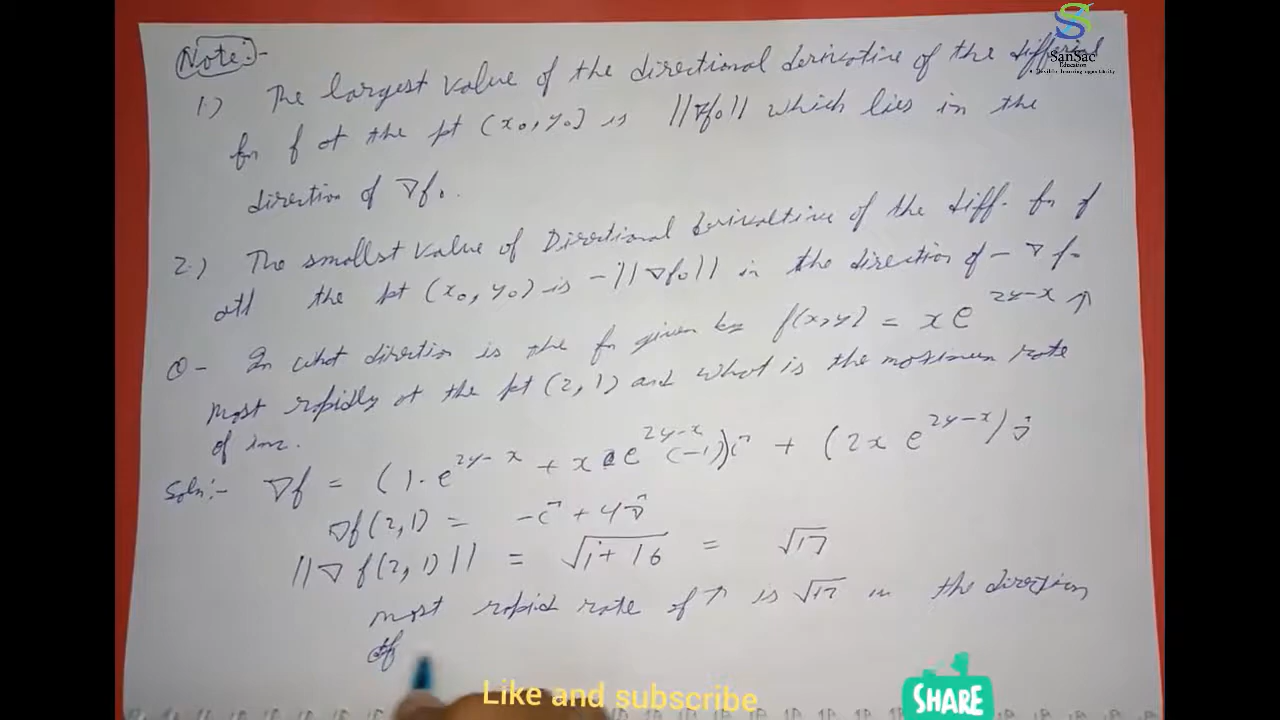 SanSac
Education
Note:-
1.) The largest value of the directional derivative of the
fn f at the pt (x₀, y₀) is ||∇f₀|| which lies in the
direction of ∇f₀.
2.) The smallst value of Directional derivative of the diff. fn f
at the pt (x₀, y₀) is -||∇f₀|| in the direction of -∇f₀
Q- In what direction is the fn given by f(x,y) = x e^{2y-x} ↑
most rapidly at the pt (2,1) and what is the maximum rate
of inc.
Soln:- ∇f = (1. e^{2y-x} + x e^{2y-x} (-1)) î + (2x e^{2y-x}) ĵ
∇f(2,1) = -î + 4ĵ
||∇f(2,1)|| = √1+16 = √17
most rapid rate of ↑ is √17 in the direction
of
Like and subscribe
SHARE